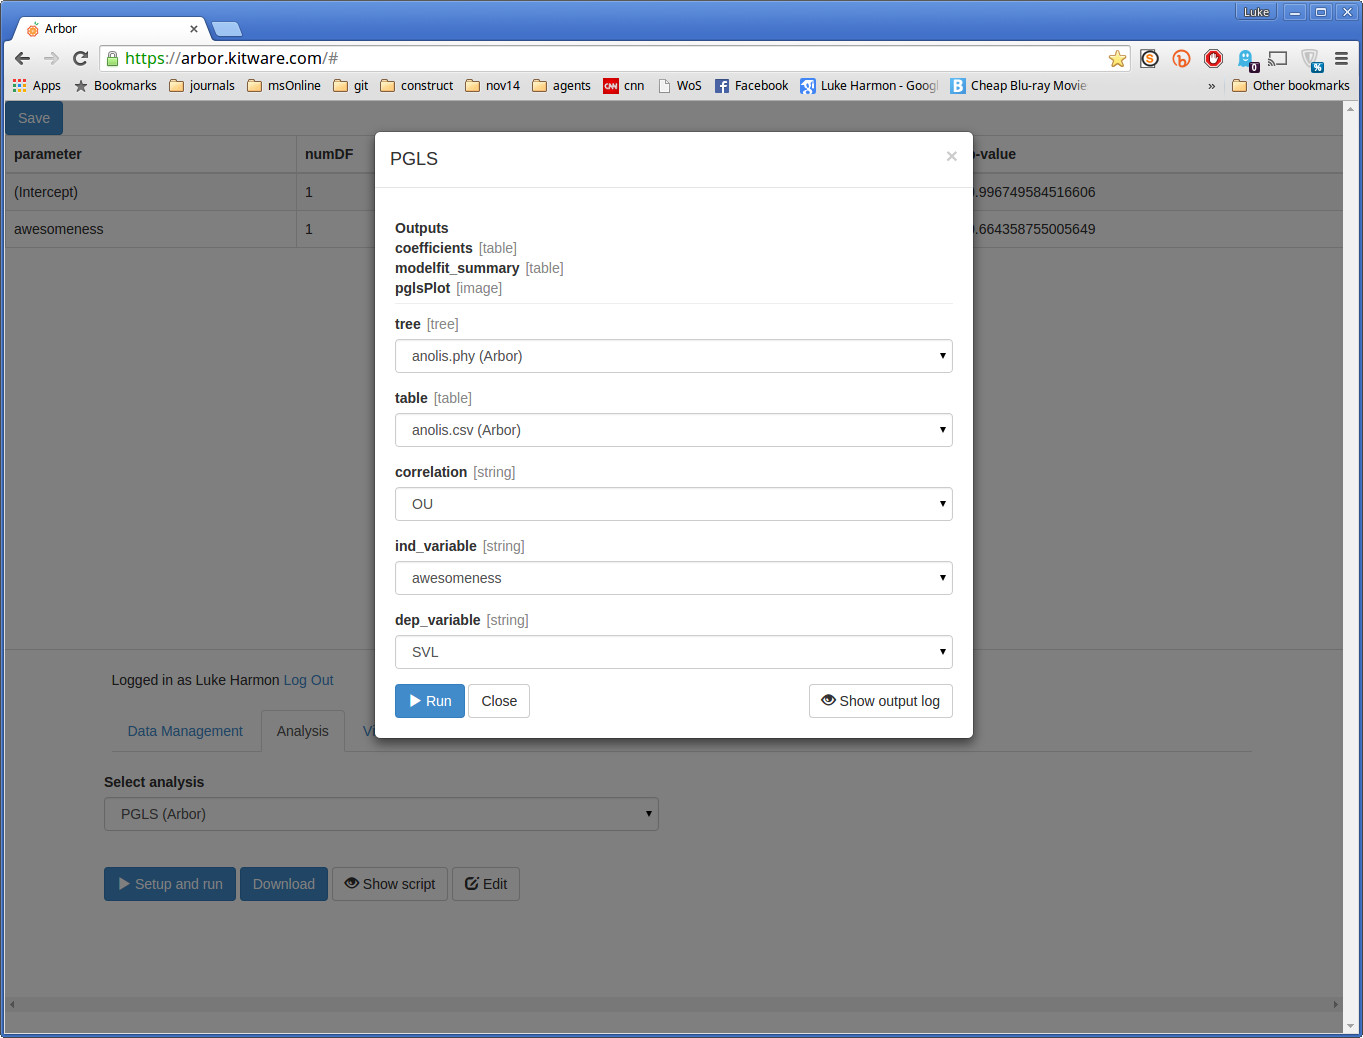 Luke
Arbor
https://arbor.kitware.com/#
Apps Bookmarks journals msOnline git construct nov14 agents CNN cnn WoS Facebook Luke Harmon - Goog Cheap Blu-ray Movie » Other bookmarks
Save
parameter numDF -value
(Intercept) 1 .996749584516606
awesomeness 1 .664358755005649
PGLS ×
Outputs
coefficients [table]
modelfit_summary [table]
pglsPlot [image]
tree [tree]
anolis.phy (Arbor)
table [table]
anolis.csv (Arbor)
correlation [string]
OU
ind_variable [string]
awesomeness
dep_variable [string]
SVL
Run Close Show output log
Logged in as Luke Harmon Log Out
Data Management Analysis Vi
Select analysis
PGLS (Arbor)
Setup and run Download Show script Edit